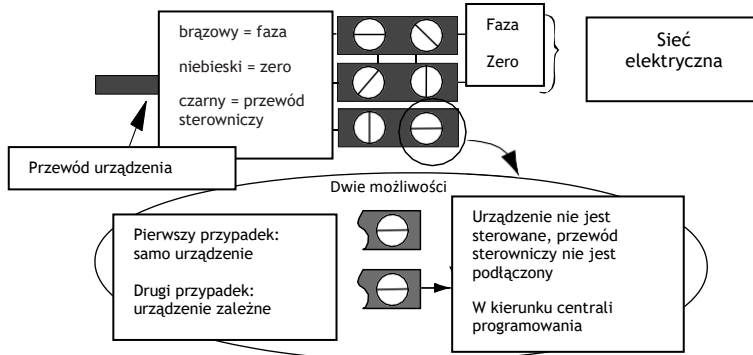 brązowy = faza
niebieski = zero
czarny = przewód
sterowniczy
Faza
Zero
Sieć
elektryczna
Przewód urządzenia
Dwie możliwości
Pierwszy przypadek:
samo urządzenie
Drugi przypadek:
urządzenie zależne
Urządzenie nie jest
sterowane, przewód
sterowniczy nie jest
podłączony
W kierunku centrali
programowania